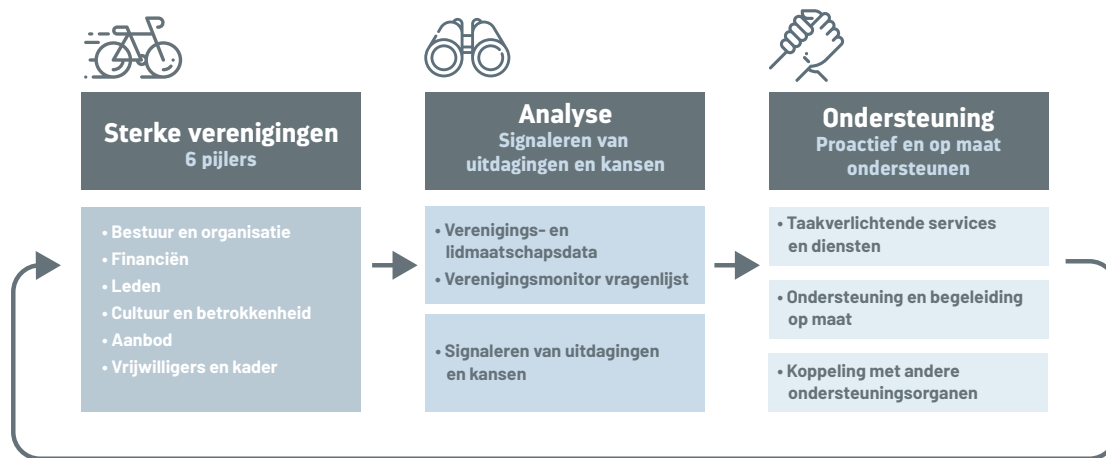 Sterke verenigingen
6 pijlers
• Bestuur en organisatie
• Financiën
• Leden
• Cultuur en betrokkenheid
• Aanbod
• Vrijwilligers en kader
Analyse
Signaleren van
uitdagingen en kansen
• Verenigings- en
lidmaatschapsdata
• Verenigingsmonitor vragenlijst
• Signaleren van uitdagingen
en kansen
Ondersteuning
Proactief en op maat
ondersteunen
• Taakverlichtende services
en diensten
• Ondersteuning en begeleiding
op maat
• Koppeling met andere
ondersteuningsorganen